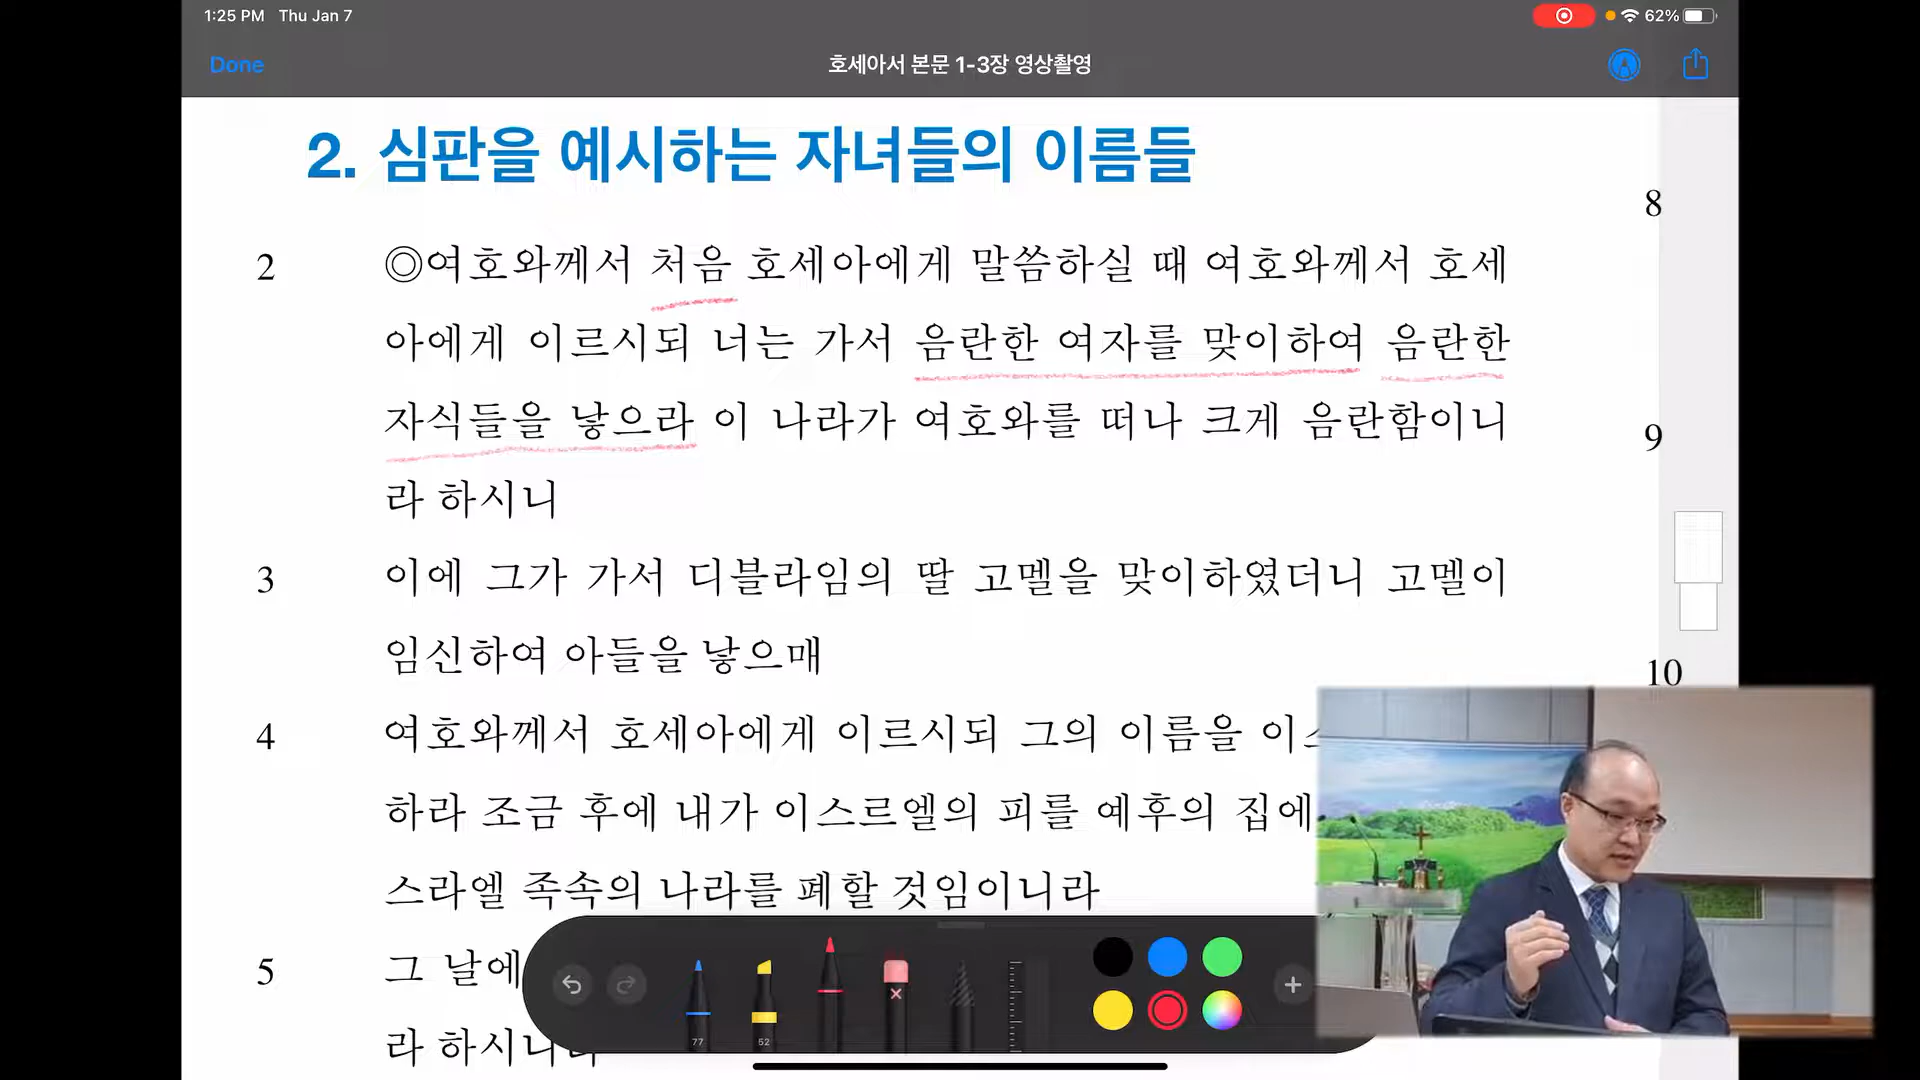 1:25 PM Thu Jan 7
62%
Done
호세아서 본문 1-3장 영상촬영
2. 심판을 예시하는 자녀들의 이름들
8
2 ◎여호와께서 처음 호세아에게 말씀하실 때 여호와께서 호세
아에게 이르시되 너는 가서 음란한 여자를 맞이하여 음란한
자식들을 낳으라 이 나라가 여호와를 떠나 크게 음란함이니
9
라 하시니
3 이에 그가 가서 디블라임의 딸 고멜을 맞이하였더니 고멜이
임신하여 아들을 낳으매
10
4 여호와께서 호세아에게 이르시되 그의 이름을
하라 조금 후에 내가 이스르엘의 피를 예후의 집에
스라엘 족속의 나라를 폐할 것임이니라
5 그 날에
라 하시니
77
52